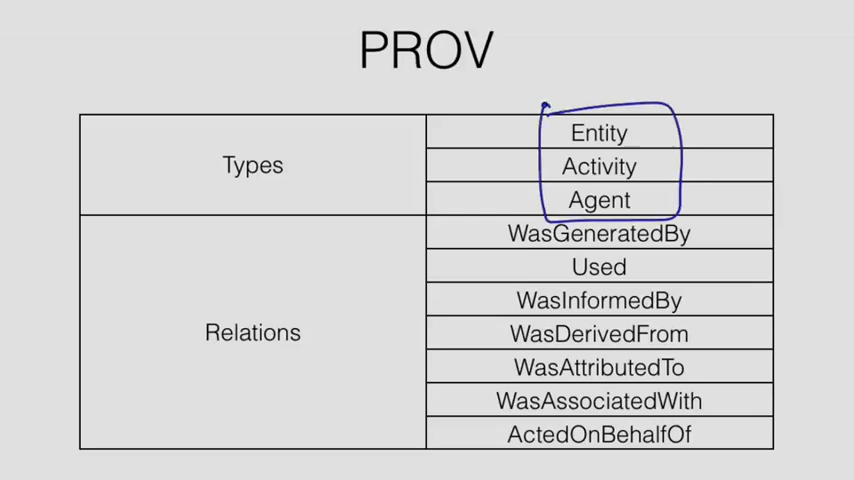 PROV
Types
Entity
Activity
Agent
Relations
WasGeneratedBy
Used
WasInformedBy
WasDerivedFrom
WasAttributedTo
WasAssociatedWith
ActedOnBehalfOf